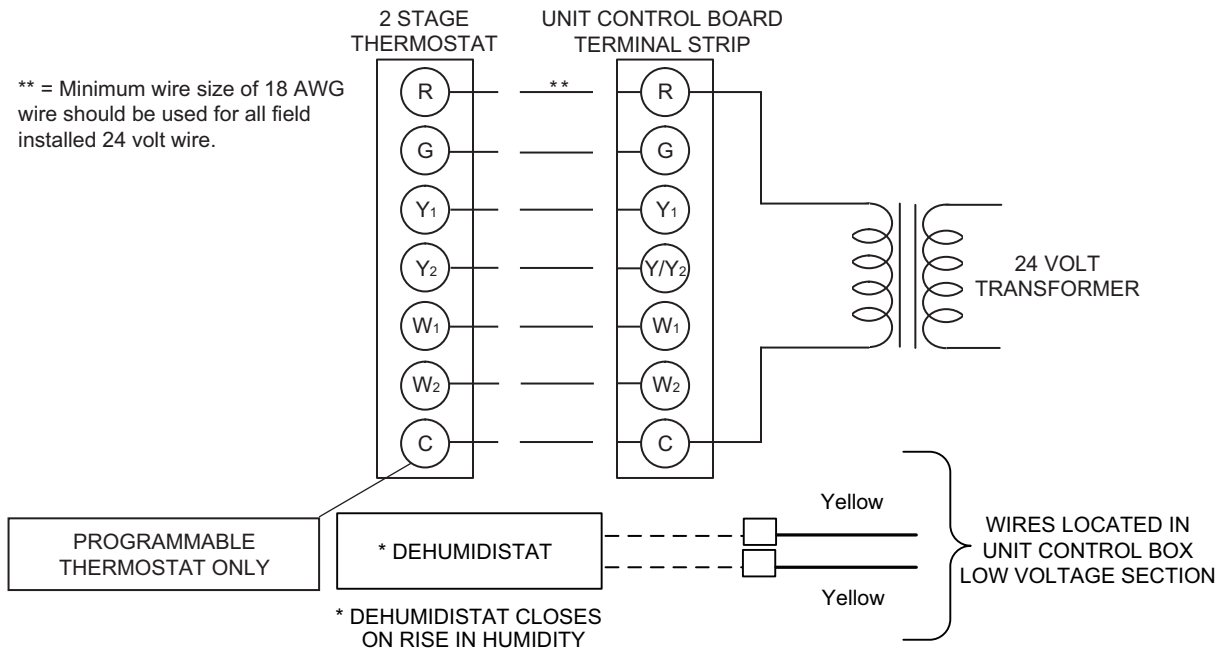 2 STAGE
THERMOSTAT
UNIT CONTROL BOARD
TERMINAL STRIP
** = Minimum wire size of 18 AWG
wire should be used for all field
installed 24 volt wire.
R
**
R
G
G
Y1
Y1
Y2
Y/Y2
W1
W1
W2
W2
C
C
24 VOLT
TRANSFORMER
PROGRAMMABLE
THERMOSTAT ONLY
* DEHUMIDISTAT
* DEHUMIDISTAT CLOSES
ON RISE IN HUMIDITY
Yellow
Yellow
WIRES LOCATED IN
UNIT CONTROL BOX
LOW VOLTAGE SECTION